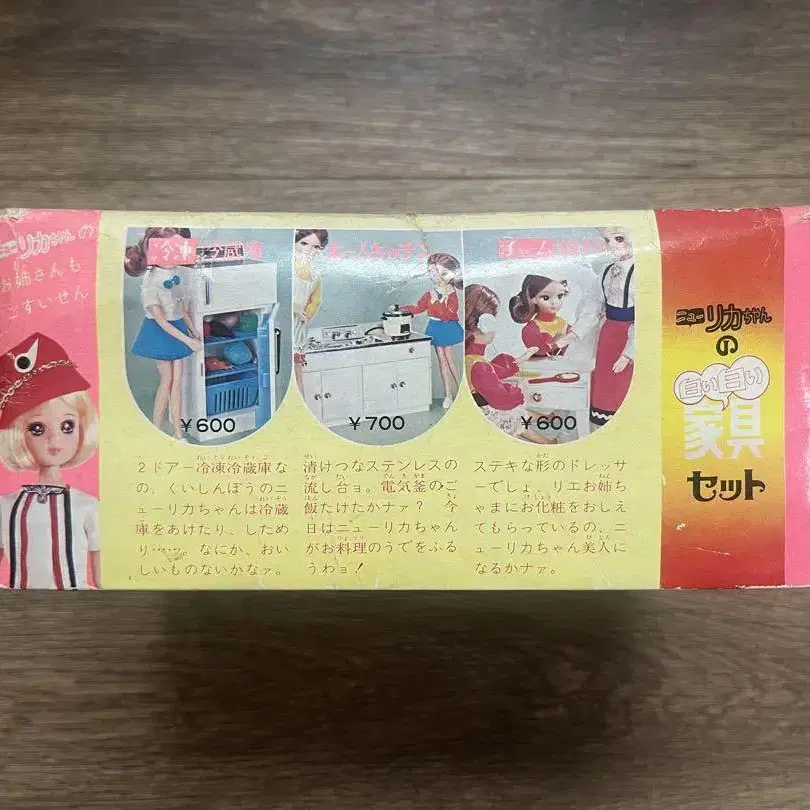 ニューリカちゃんの
お姉さんも
ごすいせん
冷凍冷蔵庫
¥600
2ドアー冷凍冷蔵庫な
の。くいしんぼうのニ
ューリカちゃんは冷蔵
庫をあけたり、しため
り……なにか、おい
しいものないかなァ。
¥700
清けつなステンレスの
流し台ョ。電気釜のご
飯たけたかナァ? 今
日はニューリカちゃん
がお料理のうでをふる
うわョ!
¥600
ステキな形のドレッサ
ーでしょ、リエお姉ち
ゃまにお化粧をおしえ
てもらっているの、ニ
ューリカちゃん美人に
なるかナァ。
ニューリカちゃん
の
白い白い
家具
セット